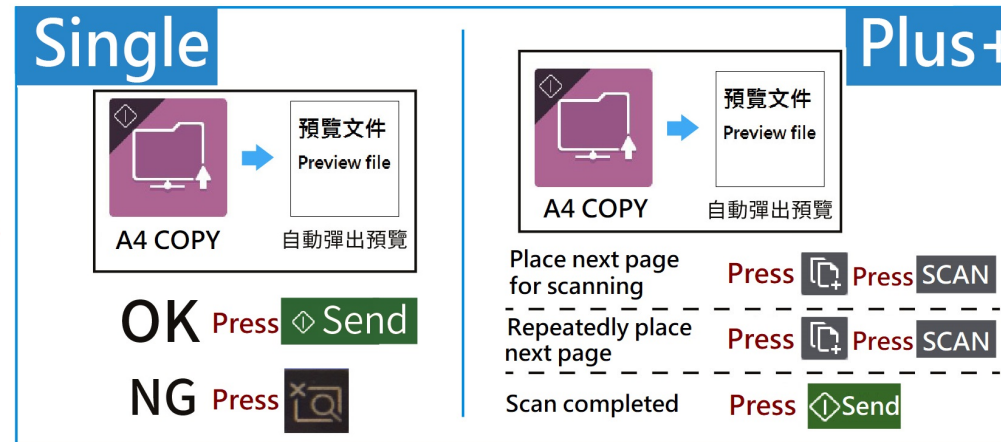 Single
預覽文件
Preview file
A4 COPY
自動彈出預覽
OK Press Send
NG Press
Plus+
預覽文件
Preview file
A4 COPY
自動彈出預覽
Place next page
for scanning
Press Press SCAN
Repeatedly place
next page
Press Press SCAN
Scan completed
Press Send